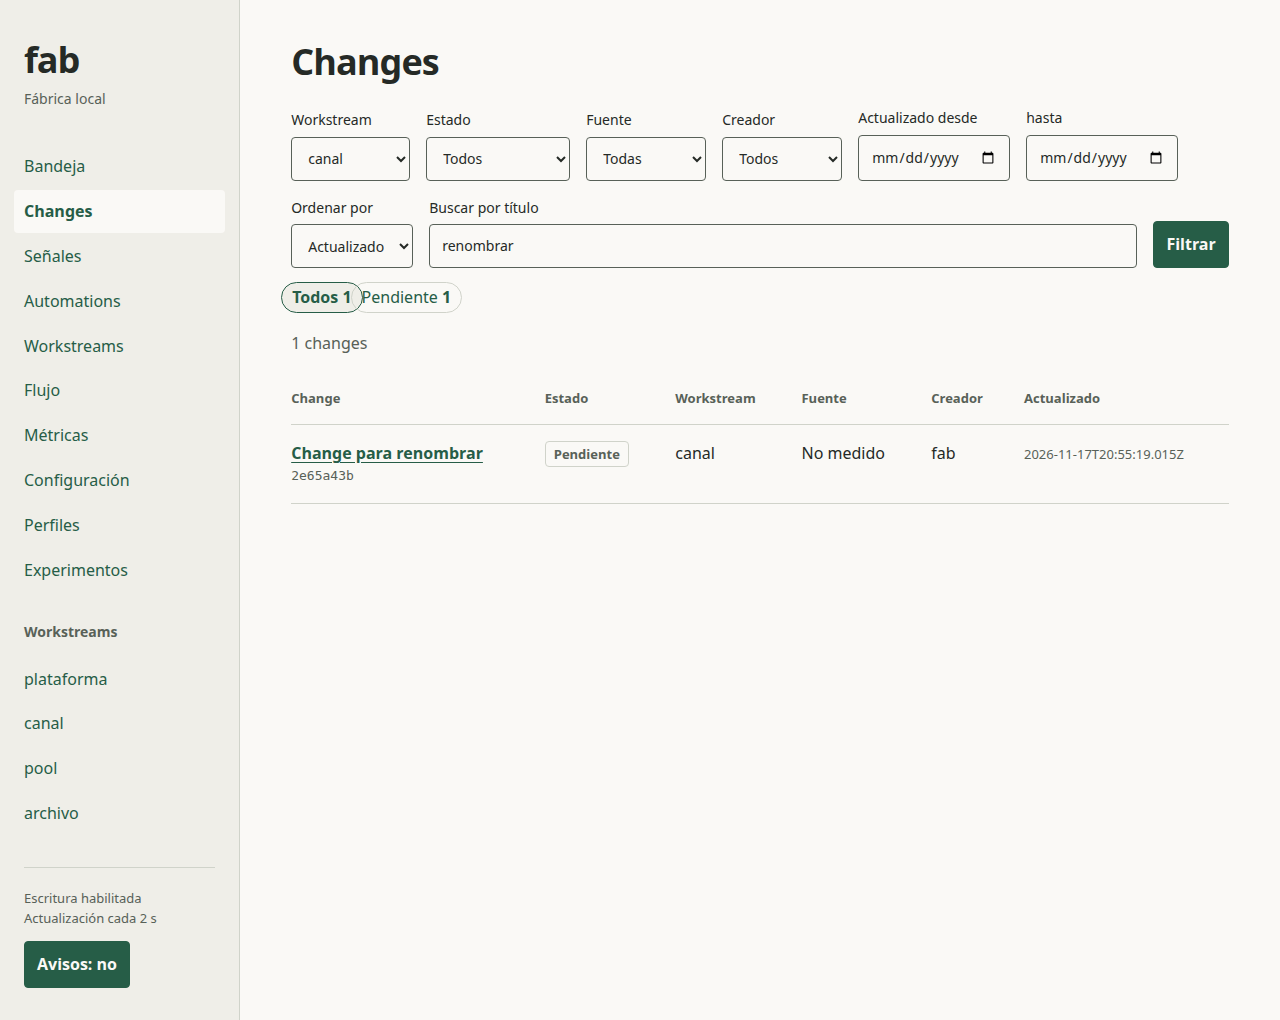 fab
Fábrica local
Bandeja
Changes
Señales
Automations
Workstreams
Flujo
Métricas
Configuración
Perfiles
Experimentos
Workstreams
plataforma
canal
pool
archivo
Escritura habilitada
Actualización cada 2 s
Avisos: no
Changes
Workstream Estado Fuente Creador Actualizado desde hasta
canal Todos Todas Todos mm/dd/yyyy mm/dd/yyyy
Ordenar por Buscar por título
Actualizado renombrar Filtrar
Todos 1 Pendiente 1
1 changes
Change Estado Workstream Fuente Creador Actualizado
Change para renombrar Pendiente canal No medido fab 2026-11-17T20:55:19.015Z
2e65a43b